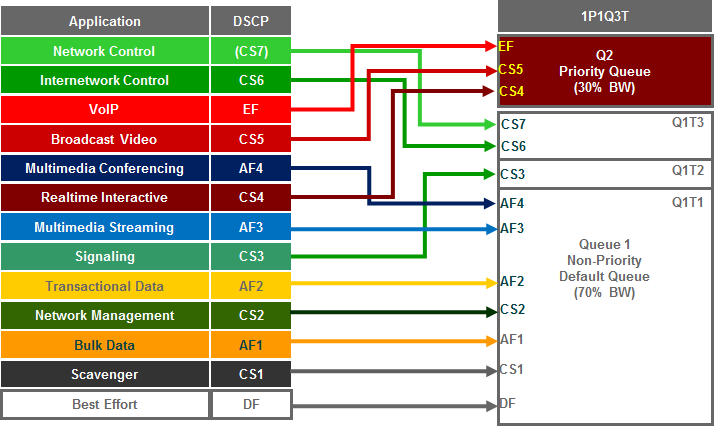 Application DSCP 1P1Q3T
Network Control (CS7)
Internetwork Control CS6
VoIP EF
Broadcast Video CS5
Multimedia Conferencing AF4
Realtime Interactive CS4
Multimedia Streaming AF3
Signaling CS3
Transactional Data AF2
Network Management CS2
Bulk Data AF1
Scavenger CS1
Best Effort DF
EF
CS5
CS4
Q2
Priority Queue
(30% BW)
CS7 Q1T3
CS6
CS3 Q1T2
AF4 Q1T1
AF3
Queue 1
Non-Priority
Default Queue
(70% BW)
AF2
CS2
AF1
CS1
DF